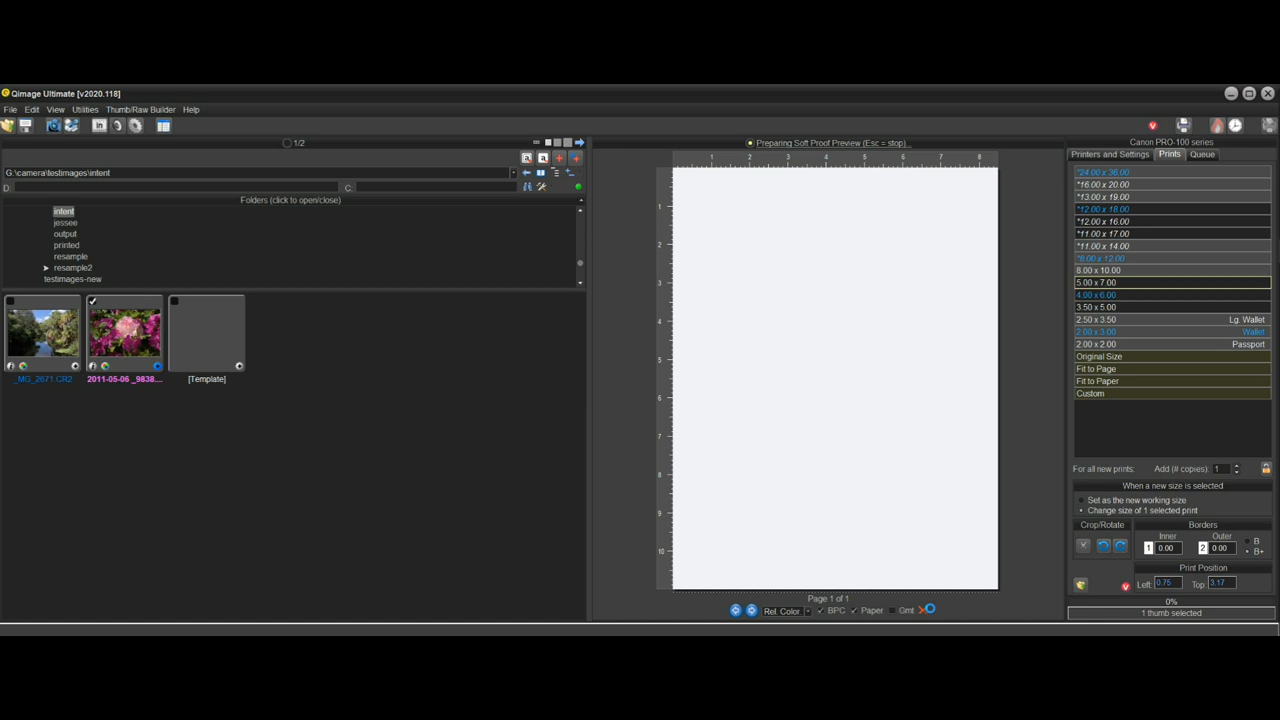 Qimage Ultimate [v2020.118]
File Edit View Utilities Thumb/Raw Builder Help
in
1/2
a a
G:\camera\testimages\intent
D: C:
Folders (click to open/close)
intent
jessee
output
printed
resample
resample2
testimages-new
_MG_2671.CR2
2011-05-06 _9838....
[Template]
Preparing Soft Proof Preview (Esc = stop)...
1 2 3 4 5 6 7 8
1
2
3
4
5
6
7
8
9
10
Page 1 of 1
Rel. Color BPC Paper Gmt
Canon PRO-100 series
Printers and Settings Prints Queue
*24.00 x 36.00
*16.00 x 20.00
*13.00 x 19.00
*12.00 x 18.00
*12.00 x 16.00
*11.00 x 17.00
*11.00 x 14.00
*8.00 x 12.00
8.00 x 10.00
5.00 x 7.00
4.00 x 6.00
3.50 x 5.00
2.50 x 3.50 Lg. Wallet
2.00 x 3.00 Wallet
2.00 x 2.00 Passport
Original Size
Fit to Page
Fit to Paper
Custom
For all new prints: Add (# copies): 1
When a new size is selected
Set as the new working size
Change size of 1 selected print
Crop/Rotate Borders
Inner Outer
1 0.00 2 0.00 B
B+
Print Position
Left: 0.75 Top: 3.17
0%
1 thumb selected